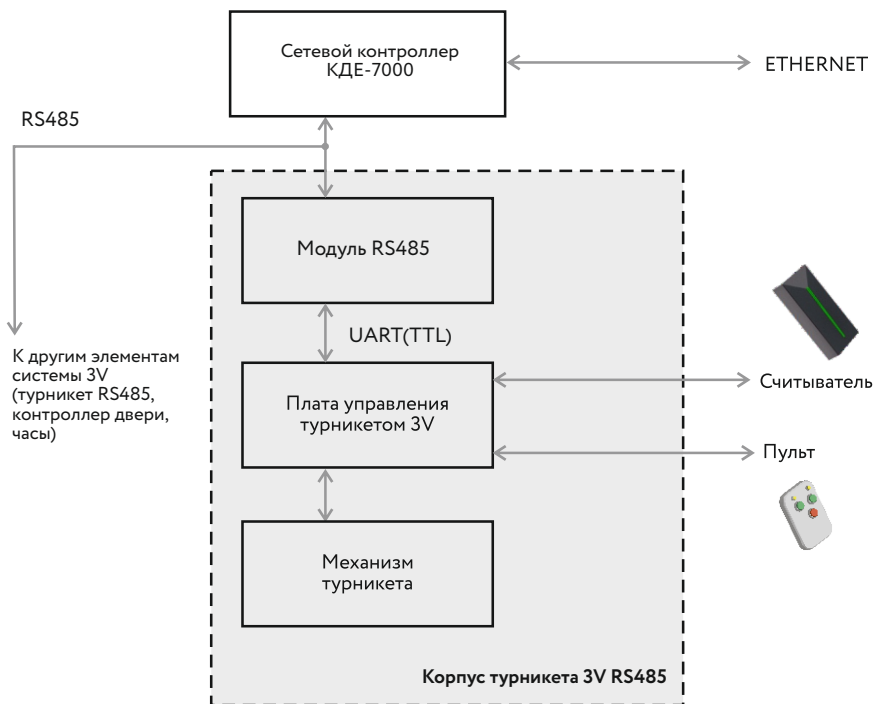 Сетевой контроллер
КДЕ-7000
ETHERNET
RS485
Модуль RS485
UART(TTL)
К другим элементам
системы 3V
(турникет RS485,
контроллер двери,
часы)
Плата управления
турникетом 3V
Считыватель
Пульт
Механизм
турникета
Корпус турникета 3V RS485